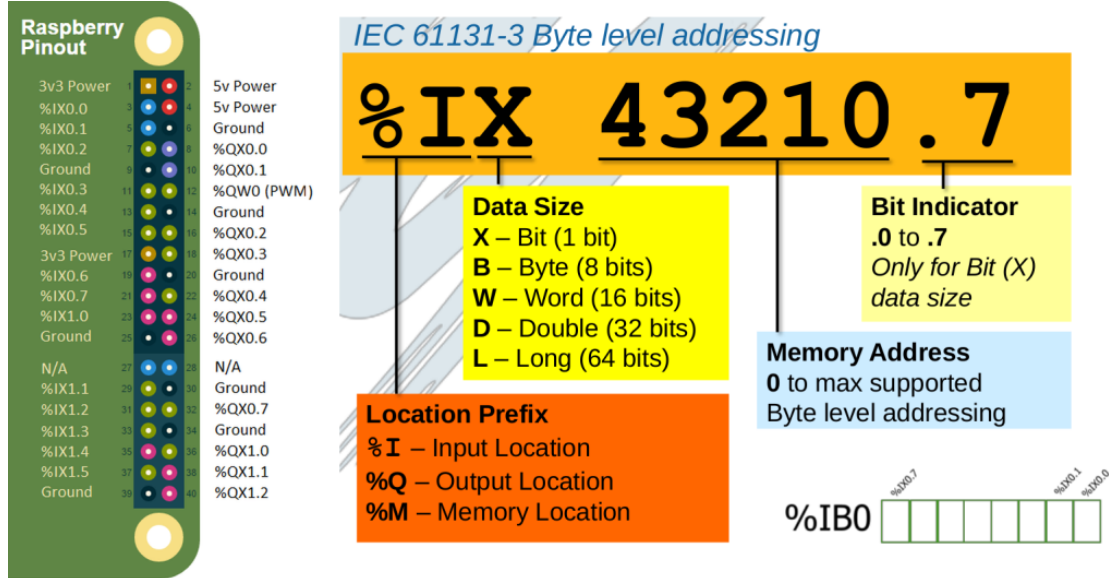 Raspberry
Pinout
3v3 Power 1 2 5v Power
%IX0.0 3 4 5v Power
%IX0.1 5 6 Ground
%IX0.2 7 8 %QX0.0
Ground 9 10 %QX0.1
%IX0.3 11 12 %QW0 (PWM)
%IX0.4 13 14 Ground
%IX0.5 15 16 %QX0.2
3v3 Power 17 18 %QX0.3
%IX0.6 19 20 Ground
%IX0.7 21 22 %QX0.4
%IX1.0 23 24 %QX0.5
Ground 25 26 %QX0.6
N/A 27 28 N/A
%IX1.1 29 30 Ground
%IX1.2 31 32 %QX0.7
%IX1.3 33 34 Ground
%IX1.4 35 36 %QX1.0
%IX1.5 37 38 %QX1.1
Ground 39 40 %QX1.2
IEC 61131-3 Byte level addressing
%IX 43210.7
Data Size
X – Bit (1 bit)
B – Byte (8 bits)
W – Word (16 bits)
D – Double (32 bits)
L – Long (64 bits)
Bit Indicator
.0 to .7
Only for Bit (X)
data size
Memory Address
0 to max supported
Byte level addressing
Location Prefix
%I – Input Location
%Q – Output Location
%M – Memory Location
%IX0.7 %IX0.1 %IX0.0
%IB0